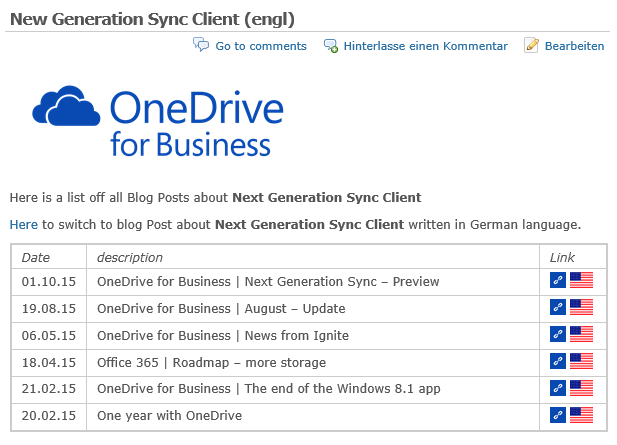 New Generation Sync Client (engl)
Go to comments Hinterlasse einen Kommentar Bearbeiten
OneDrive
for Business
Here is a list off all Blog Posts about Next Generation Sync Client
Here to switch to blog Post about Next Generation Sync Client written in German language.
Date description Link
01.10.15 OneDrive for Business | Next Generation Sync – Preview
19.08.15 OneDrive for Business | August – Update
06.05.15 OneDrive for Business | News from Ignite
18.04.15 Office 365 | Roadmap – more storage
21.02.15 OneDrive for Business | The end of the Windows 8.1 app
20.02.15 One year with OneDrive